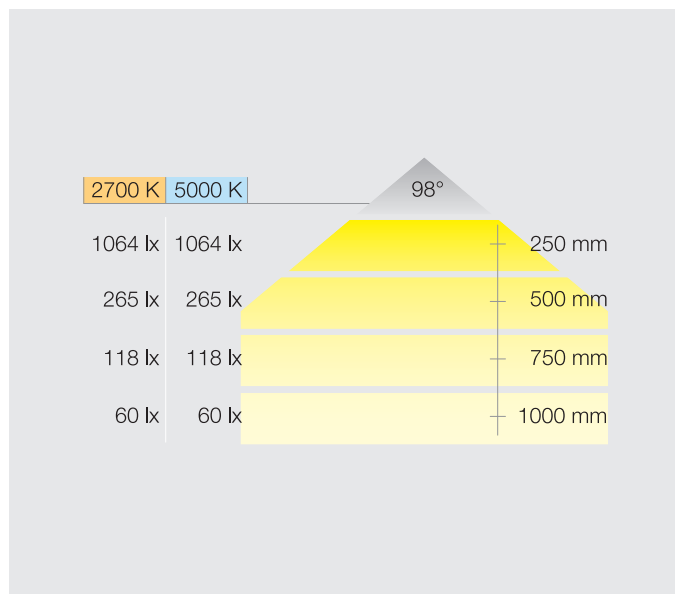 2700 K 5000 K 98°
1064 lx 1064 lx 250 mm
265 lx 265 lx 500 mm
118 lx 118 lx 750 mm
60 lx 60 lx 1000 mm